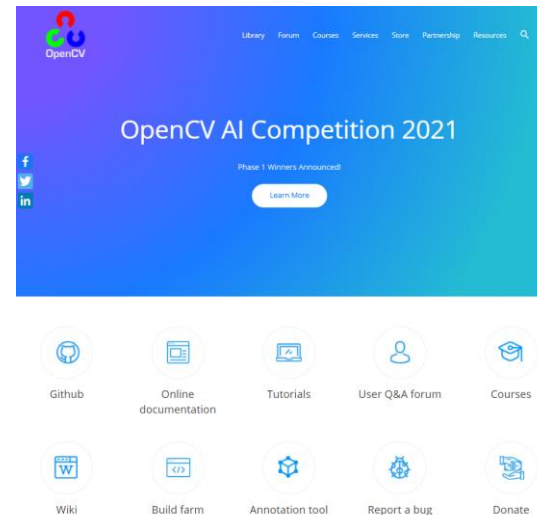 OpenCV
Library Forum Courses Services Store Partnership Resources
OpenCV AI Competition 2021
Phase 1 Winners Announced!
Learn More
Github
Online
documentation
Tutorials
User Q&A forum
Courses
Wiki
Build farm
Annotation tool
Report a bug
Donate